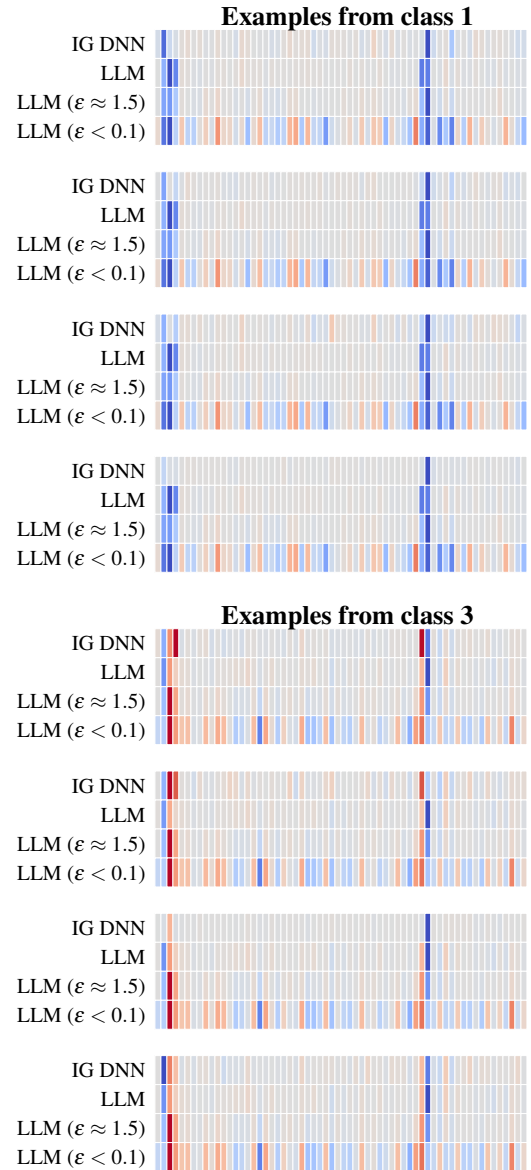 Examples from class 1
IG DNN
LLM
LLM (ε ≈ 1.5)
LLM (ε < 0.1)
IG DNN
LLM
LLM (ε ≈ 1.5)
LLM (ε < 0.1)
IG DNN
LLM
LLM (ε ≈ 1.5)
LLM (ε < 0.1)
IG DNN
LLM
LLM (ε ≈ 1.5)
LLM (ε < 0.1)
Examples from class 3
IG DNN
LLM
LLM (ε ≈ 1.5)
LLM (ε < 0.1)
IG DNN
LLM
LLM (ε ≈ 1.5)
LLM (ε < 0.1)
IG DNN
LLM
LLM (ε ≈ 1.5)
LLM (ε < 0.1)
IG DNN
LLM
LLM (ε ≈ 1.5)
LLM (ε < 0.1)